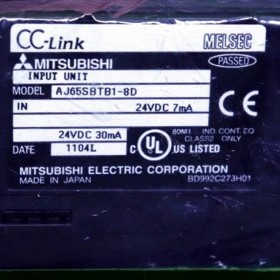 CC-Link MELSEC
MITSUBISHI PASSED
INPUT UNIT
MODEL AJ65SBTB1-8D
IN 24VDC 7mA
24VDC 30mA 80M1 IND.CONT.EQ
CLASS2 ONLY
DATE 1104L C UL US LISTED
MITSUBISHI ELECTRIC CORPORATION
MADE IN JAPAN BD992C273H01